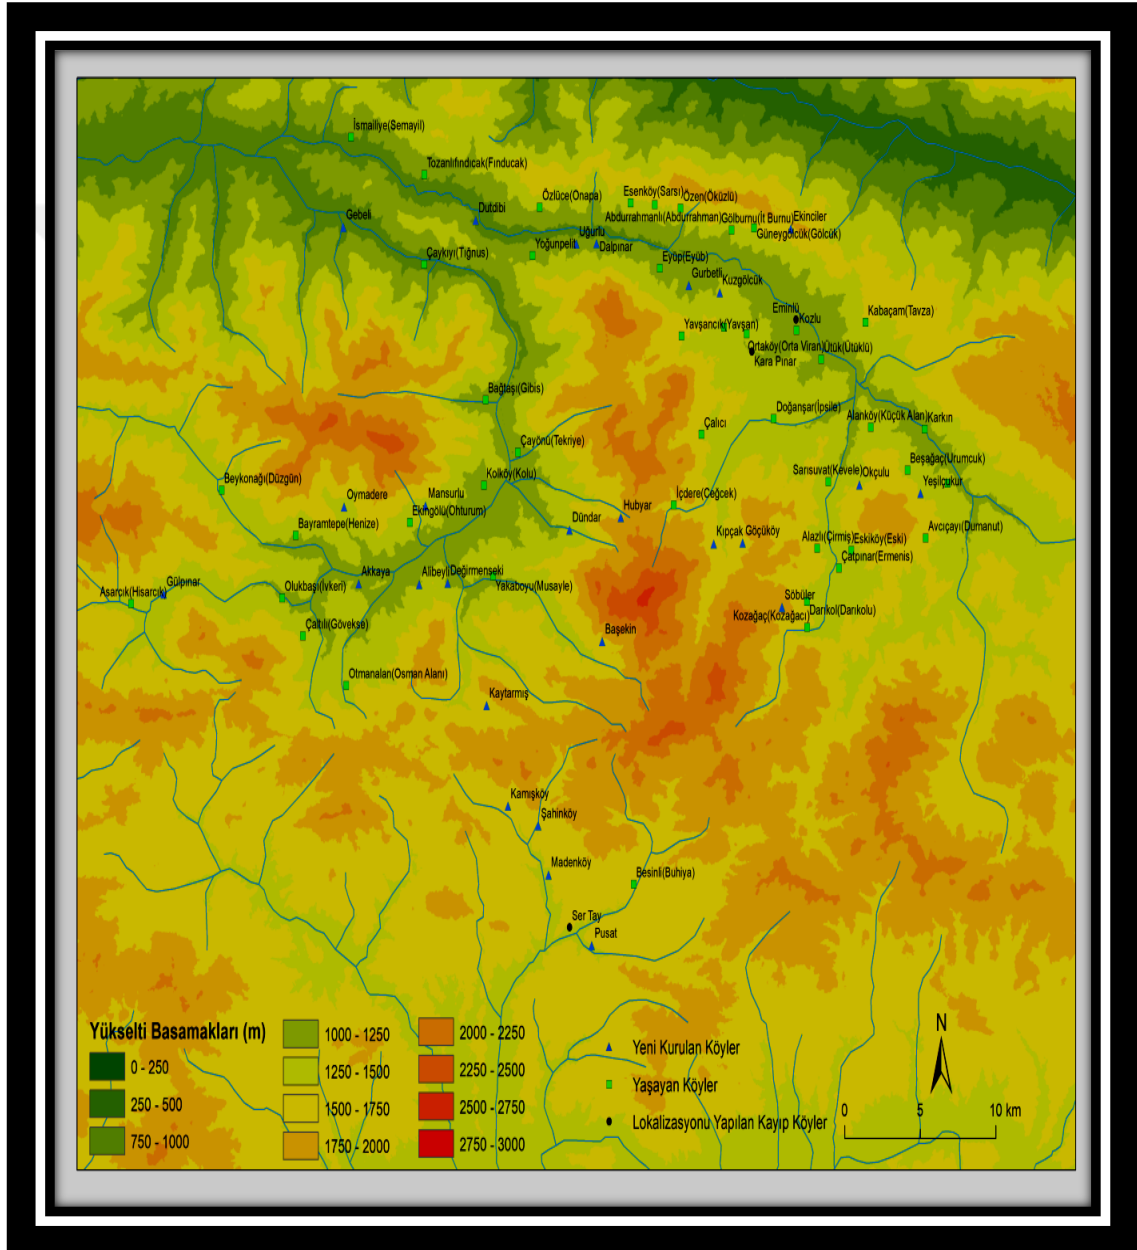 İsmailiye(Semayil)
Tozanlıfındıcak(Fınducak)
Özlüce(Onapa)
Esenköy(Sarsı)
Özen(Öküzlü)
Gebeli
Dutdibi
Abdurrahmanlı(Abdurrahman)
Gölburnu(İt Burnu)
Ekinciler
Güneygölcük(Gölcük)
Uğurlu
Yoğunpelit
Dalpınar
Çaykıyı(Tiğnus)
Eyüp(Eyüb)
Gurbetli
Kuzgölcük
Eminlü
Kozlu
Kabaçam(Tavza)
Yavşancık(Yavşan)
Ortaköy(Orta Viran)
Ütük(Ütüklü)
Kara Pınar
Bağtaşı(Gibis)
Doğanşar(İpsile)
Alanköy(Küçük Alan)
Karkın
Çalıcı
Çayönü(Tekriye)
Beşağaç(Urumcuk)
Beykonağı(Düzgün)
Kolköy(Kolu)
Sarısuvat(Kevele)
Okçulu
Yeşilçukur
Oymadere
Mansurlu
Ekingölü(Ohturum)
İçdere(Çeğcek)
Hubyar
Dündar
Bayramtepe(Henize)
Kıpçak
Göçüköy
Alazlı(Çirmiş)
Eskiköy(Eski)
Avcıçayı(Dumanut)
Çatpınar(Ermenis)
Asarcık(Hisarcık)
Gülpınar
Olukbaşı(İvkeri)
Akkaya
Alibeyli
Değirmenseki
Yakaboyu(Musayle)
Söbüler
Kozağaç(Kozağacı)
Darıkol(Darıkolu)
Çaltılı(Gövekse)
Başekin
Otmanalan(Osman Alanı)
Kaytarmış
Kamışköy
Şahinköy
Madenköy
Besinli(Buhiya)
Ser Tay
Pusat
Yükselti Basamakları (m)
0 - 250
250 - 500
750 - 1000
1000 - 1250
1250 - 1500
1500 - 1750
1750 - 2000
2000 - 2250
2250 - 2500
2500 - 2750
2750 - 3000
Yeni Kurulan Köyler
Yaşayan Köyler
Lokalizasyonu Yapılan Kayıp Köyler
N
0 5 10 km